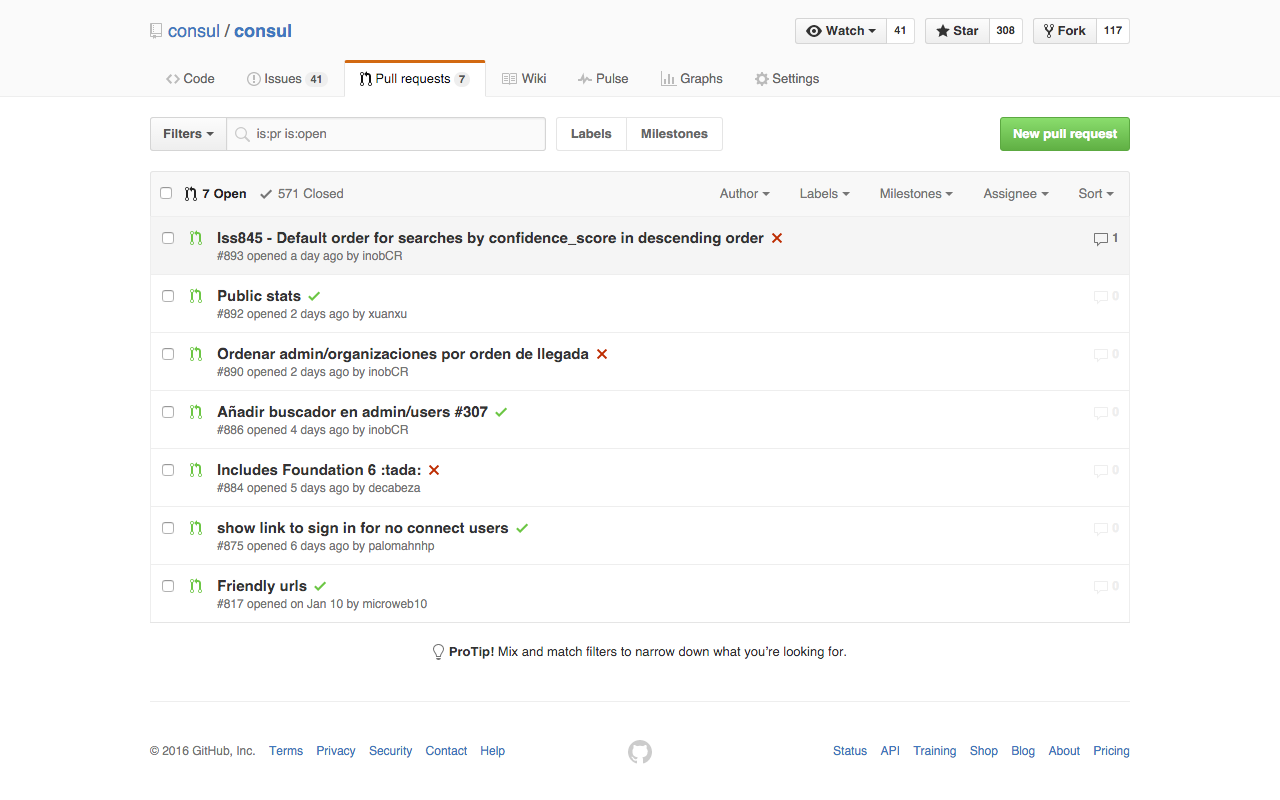 consul / consul
Watch 41 Star 308 Fork 117
Code Issues 41 Pull requests 7 Wiki Pulse Graphs Settings
Filters is:pr is:open Labels Milestones New pull request
7 Open 571 Closed Author Labels Milestones Assignee Sort
Iss845 - Default order for searches by confidence_score in descending order 1
#893 opened a day ago by inobCR
Public stats 0
#892 opened 2 days ago by xuanxu
Ordenar admin/organizaciones por orden de llegada 0
#890 opened 2 days ago by inobCR
Añadir buscador en admin/users #307 0
#886 opened 4 days ago by inobCR
Includes Foundation 6 :tada: 0
#884 opened 5 days ago by decabeza
show link to sign in for no connect users 0
#875 opened 6 days ago by palomahnhp
Friendly urls 0
#817 opened on Jan 10 by microweb10
ProTip! Mix and match filters to narrow down what you’re looking for.
© 2016 GitHub, Inc. Terms Privacy Security Contact Help Status API Training Shop Blog About Pricing